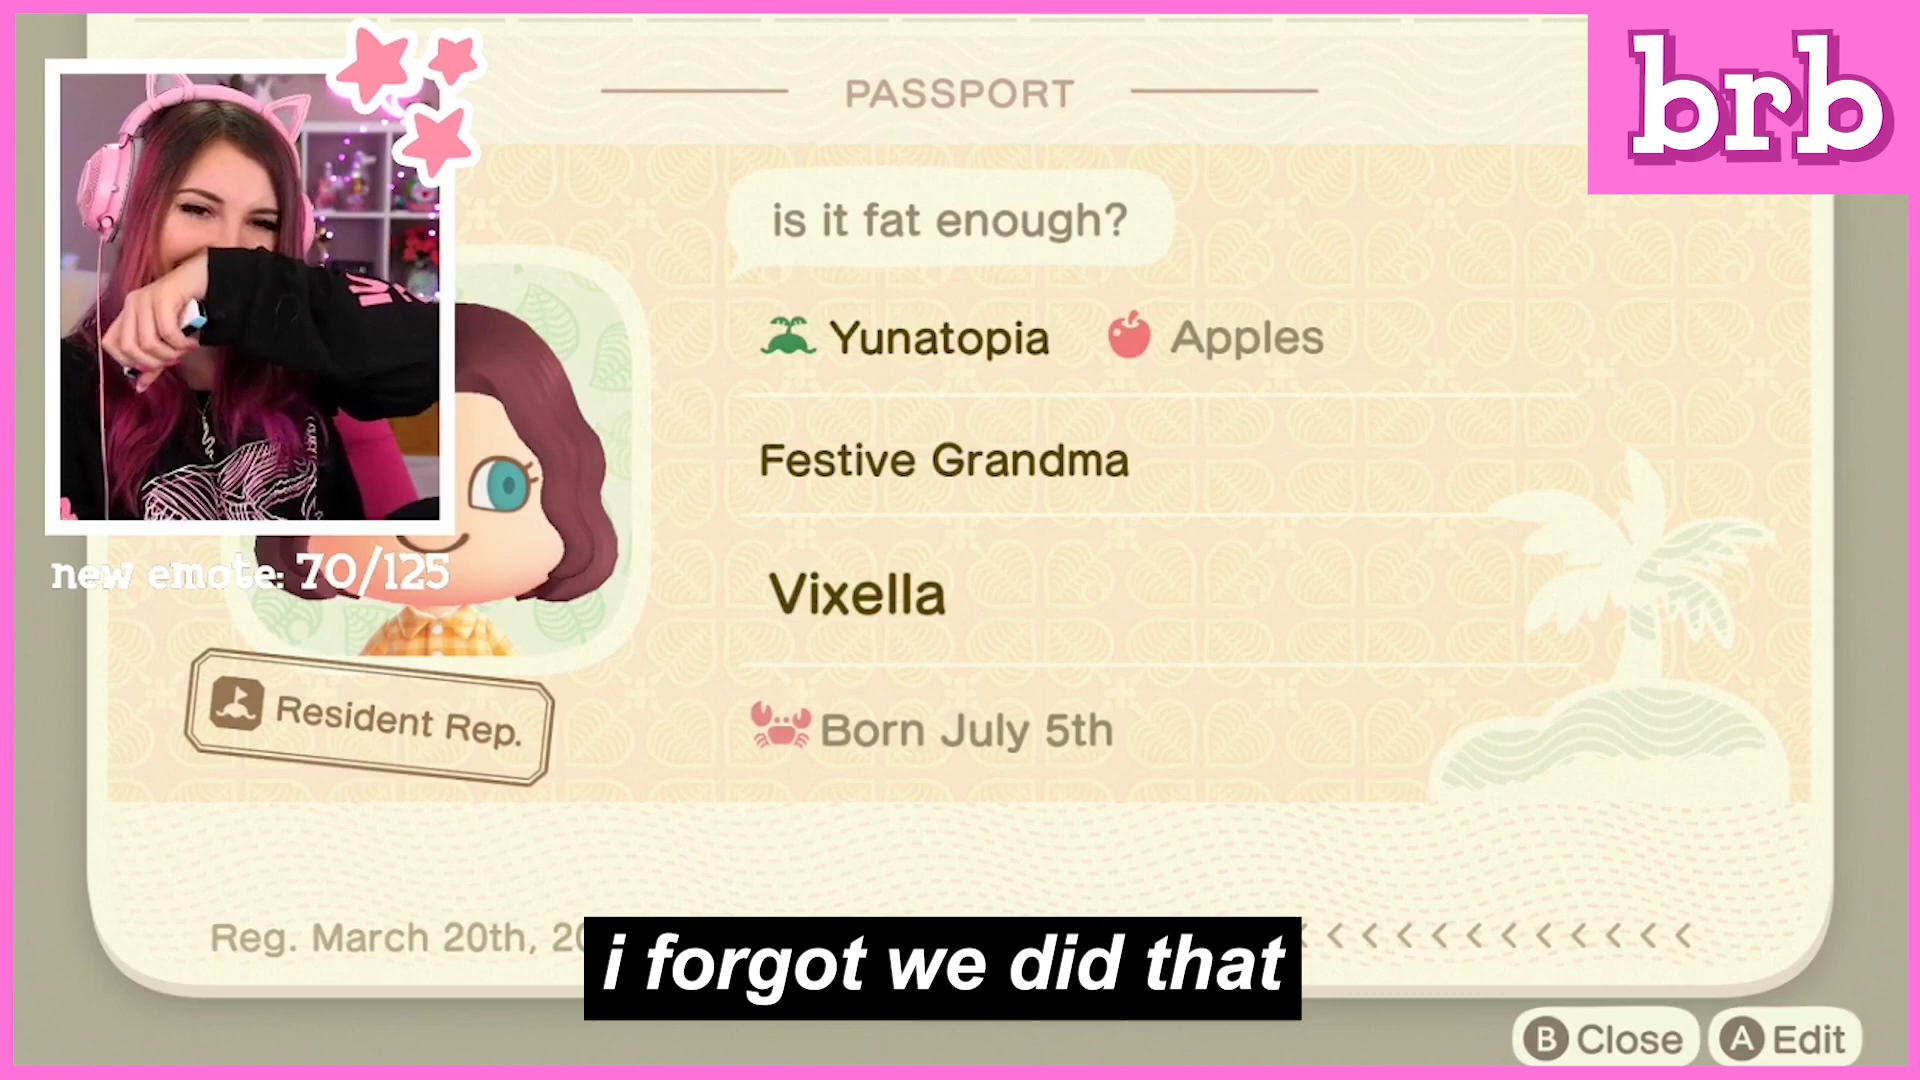 brb
PASSPORT
is it fat enough?
Yunatopia Apples
Festive Grandma
new emote: 70/125
Vixella
Resident Rep.
Born July 5th
Reg. March 20th,
i forgot we did that
B Close A Edit